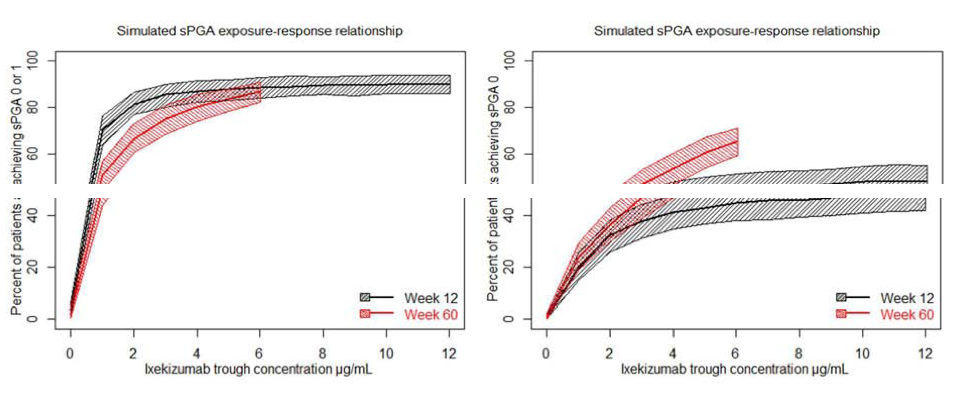 Simulated sPGA exposure-response relationship
Percent of patients achieving sPGA 0 or 1
100
80
60
40
20
0
Week 12
Week 60
0 2 4 6 8 10 12
Ixekizumab trough concentration µg/mL
Simulated sPGA exposure-response relationship
Percent of patients achieving sPGA 0
100
80
60
40
20
0
Week 12
Week 60
0 2 4 6 8 10 12
Ixekizumab trough concentration µg/mL